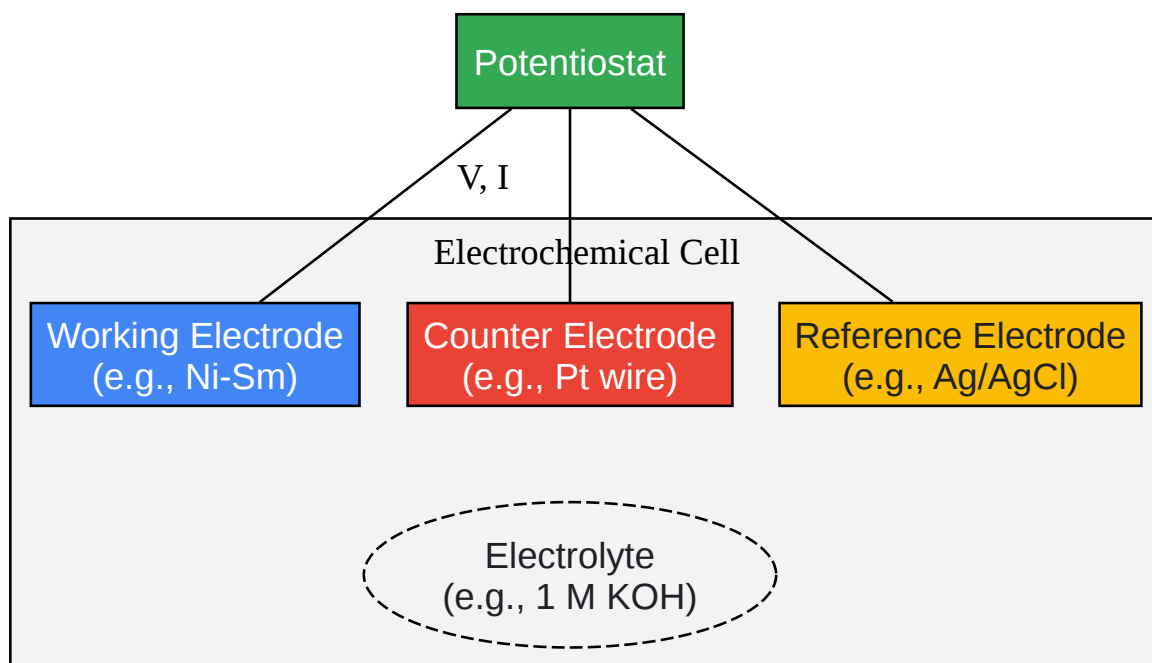 Potentiostat
V, I
Electrochemical Cell
Working Electrode
(e.g., Ni-Sm)
Counter Electrode
(e.g., Pt wire)
Reference Electrode
(e.g., Ag/AgCl)
Electrolyte
(e.g., 1 M KOH)